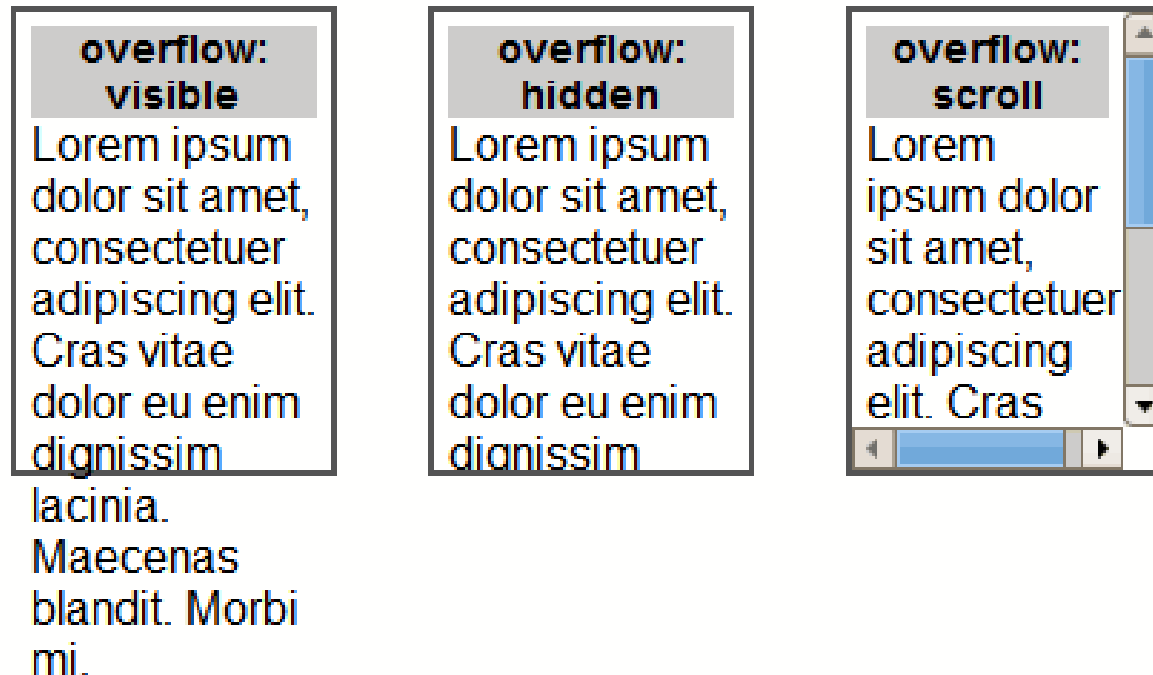 overflow:
visible
Lorem ipsum
dolor sit amet,
consectetuer
adipiscing elit.
Cras vitae
dolor eu enim
dignissim
lacinia.
Maecenas
blandit. Morbi
mi.
overflow:
hidden
Lorem ipsum
dolor sit amet,
consectetuer
adipiscing elit.
Cras vitae
dolor eu enim
dignissim
overflow:
scroll
Lorem
ipsum dolor
sit amet,
consectetuer
adipiscing
elit. Cras